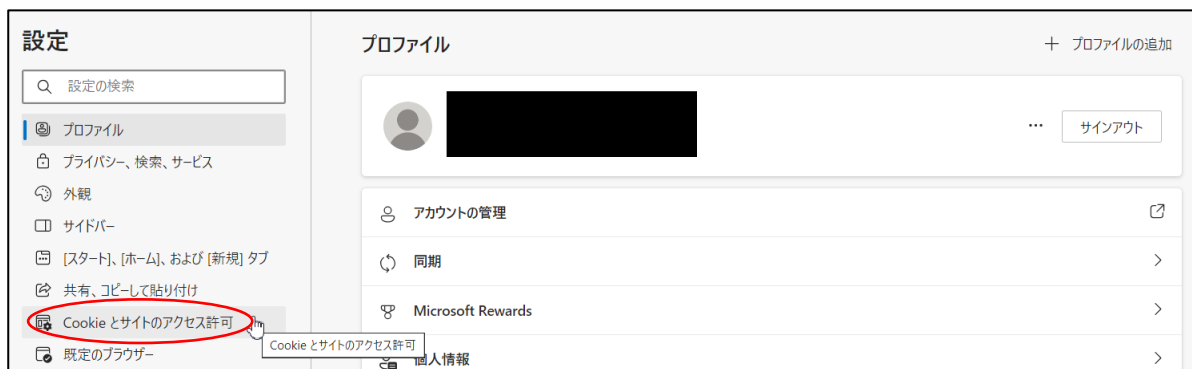 設定
設定の検索
プロファイル
プライバシー、検索、サービス
外観
サイドバー
[スタート]、[ホーム]、および [新規] タブ
共有、コピーして貼り付け
Cookie とサイトのアクセス許可
Cookie とサイトのアクセス許可
既定のブラウザー
プロファイル
プロファイルの追加
サインアウト
アカウントの管理
同期
Microsoft Rewards
個人情報